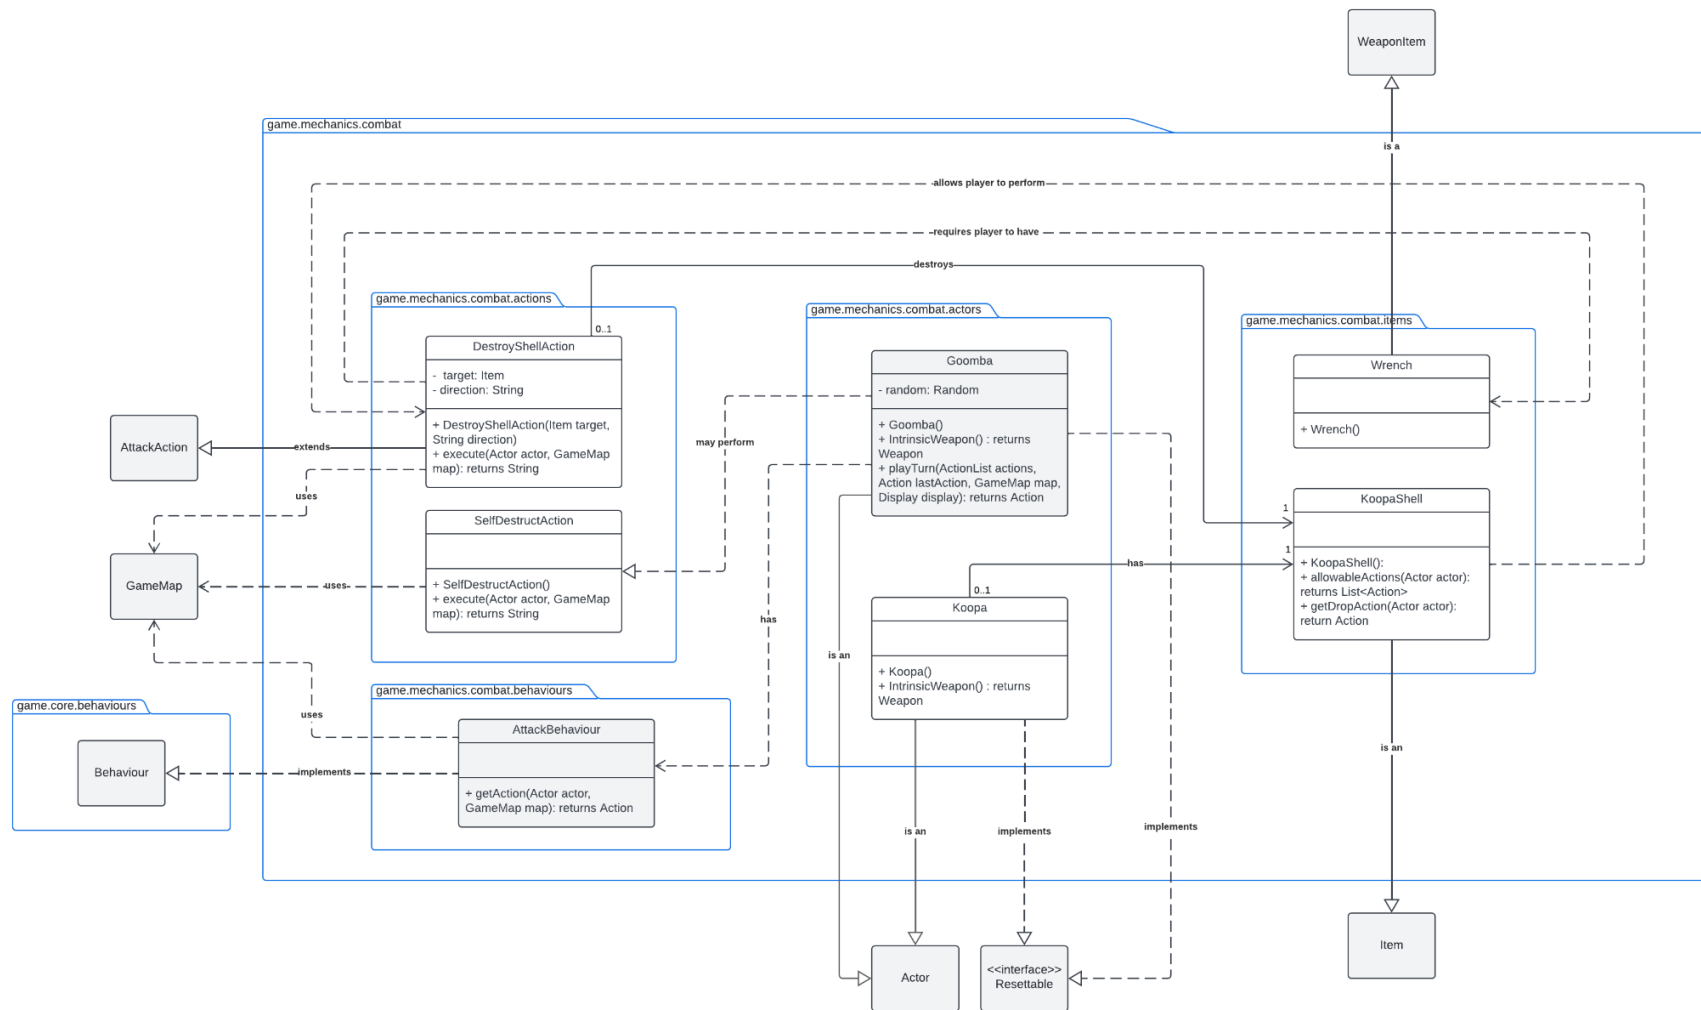 WeaponItem
game.mechanics.combat
is a
allows player to perform
requires player to have
destroys
game.mechanics.combat.actions
0..1
DestroyShellAction
- target: Item
- direction: String
+ DestroyShellAction(Item target,
String direction)
+ execute(Actor actor, GameMap
map): returns String
AttackAction
extends
uses
SelfDestructAction
+ SelfDestructAction()
+ execute(Actor actor, GameMap
map): returns String
GameMap
uses
may perform
has
game.mechanics.combat.actors
Goomba
- random: Random
+ Goomba()
+ IntrinsicWeapon() : returns
Weapon
+ playTurn(ActionList actions,
Action lastAction, GameMap map,
Display display): returns Action
is an
has
0..1
1
1
Koopa
+ Koopa()
+ IntrinsicWeapon() : returns
Weapon
game.mechanics.combat.items
Wrench
+ Wrench()
KoopaShell
+ KoopaShell():
+ allowableActions(Actor actor):
returns List<Action>
+ getDropAction(Actor actor):
return Action
uses
game.core.behaviours
Behaviour
implements
game.mechanics.combat.behaviours
AttackBehaviour
+ getAction(Actor actor,
GameMap map): returns Action
is an
implements
implements
is an
Actor
<<interface>>
Resettable
Item